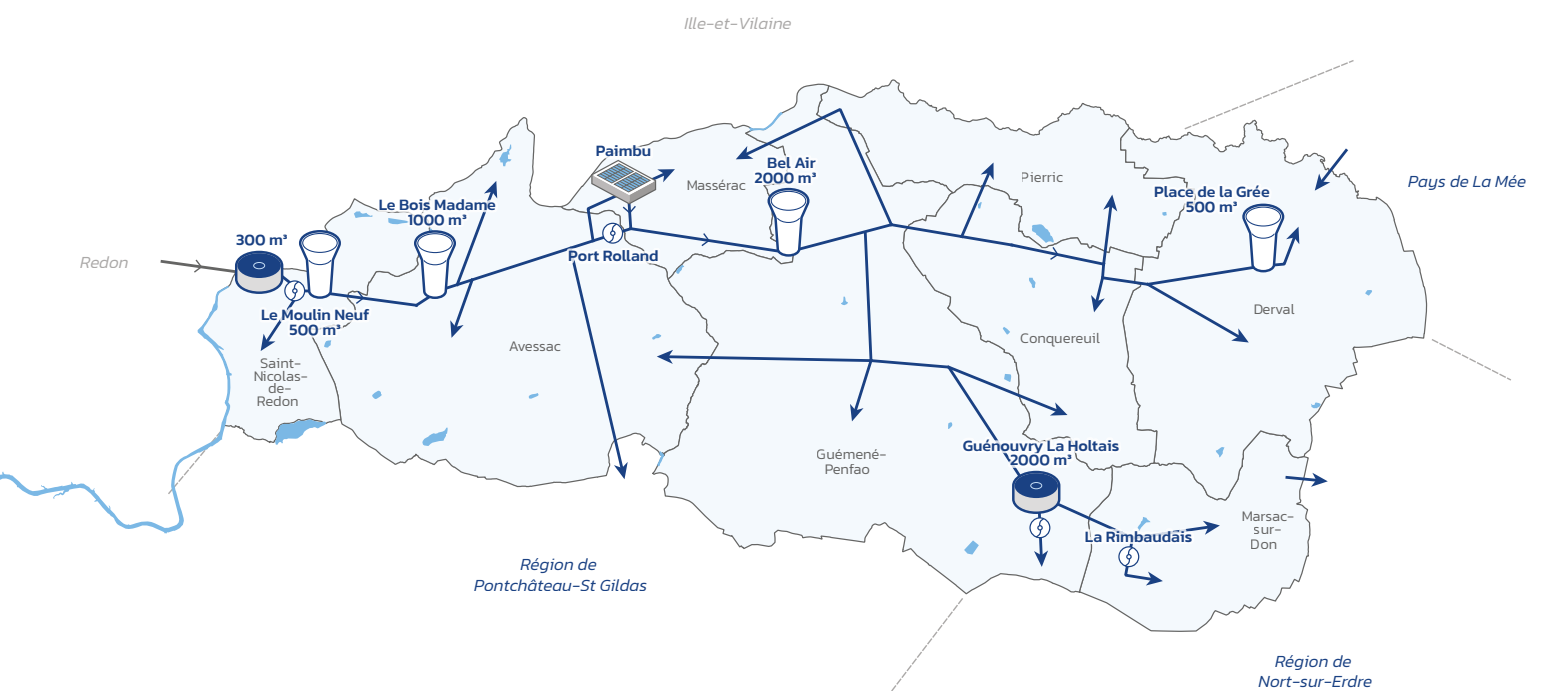 Ille-et-Vilaine
Paimbu
Massérac
Bel Air
2000 m³
Pierric
Pays de La Mée
Place de la Grée
500 m³
Le Bois Madame
1000 m³
300 m³
Redon
Port Rolland
Le Moulin Neuf
500 m³
Derval
Conquereuil
Avessac
Saint-
Nicolas-
de-
Redon
Guémené-
Penfao
Guénouvry La Holtais
2000 m³
Marsac-
sur-
Don
La Rimbaudais
Région de
Pontchâteau-St Gildas
Région de
Nort-sur-Erdre